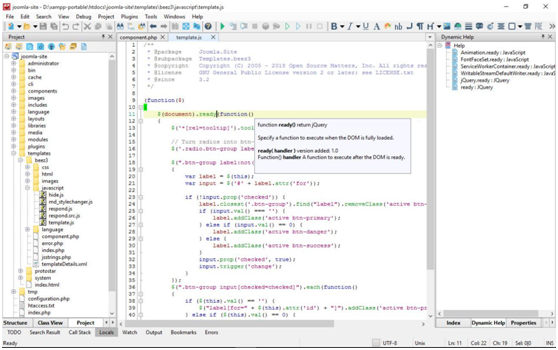 joomla-site - D:\xampp-portable\htdocs\joomla-site\templates\beez3\javascript\template.js
File Edit Search View Debug Project Options Tools Windows Help
Project
component.php
template.js
Dynamic Help
joomla-site
administrator
bin
cache
cli
components
images
includes
language
layouts
libraries
media
modules
plugins
templates
beez3
css
html
images
javascript
hide.js
md_stylechanger.js
respond.js
respond.src.js
template.js
language
component.php
error.php
index.php
jsstrings.php
templateDetails.xml
protostar
system
index.html
tmp
configuration.php
htaccess.txt
index.php
Structure Class View Project
1 /**
2 * @package Joomla.Site
3 * @subpackage Templates.beez3
4 * @copyright Copyright (C) 2005 - 2018 Open Source Matters, Inc. All rights res
5 * @license GNU General Public License version 2 or later; see LICENSE.txt
6 * @since 3.2
7 */
8
9 (function($)
10 {
11 $(document).ready(function()
12 {
13 $('*[rel=tooltip]').tool
14
15 // Turn radios into btn-
16 $('.radio.btn-group labe
17
18 $(".btn-group label:not(
19 {
20 var label = $(this);
21 var input = $('#' + label.attr('for'));
22
23 if (!input.prop('checked')) {
24 label.closest('.btn-group').find("label").removeClass('active btn-
25 if (input.val() === '') {
26 label.addClass('active btn-primary');
27 } else if (input.val() == 0) {
28 label.addClass('active btn-danger');
29 } else {
30 label.addClass('active btn-success');
31 }
32 input.prop('checked', true);
33 input.trigger('change');
34 }
35 });
36 $(".btn-group input[checked=checked]").each(function()
37 {
38 if ($(this).val() == '') {
39 $("label[for=" + $(this).attr('id') + "]").addClass('active btn-p
40 } else if ($(this).val() == 0) {
function ready() return jQuery
Specify a function to execute when the DOM is fully loaded.
ready( handler ) version added: 1.0
Function() handler A function to execute after the DOM is ready.
Help
Animation.ready : JavaScript
FontFaceSet.ready : JavaScript
ServiceWorkerContainer.ready : JavaScript
WritableStreamDefaultWriter.ready : JavaScript
jQuery.ready : jQuery
ready : jQuery
Index Dynamic Help Properties
TODO Search Result Call Stack Locals Watch Output Bookmarks Errors
Ready
UTF-8 Unix Ln: 11 Col: 22 Ch: 19 Sel: 0|0 INS